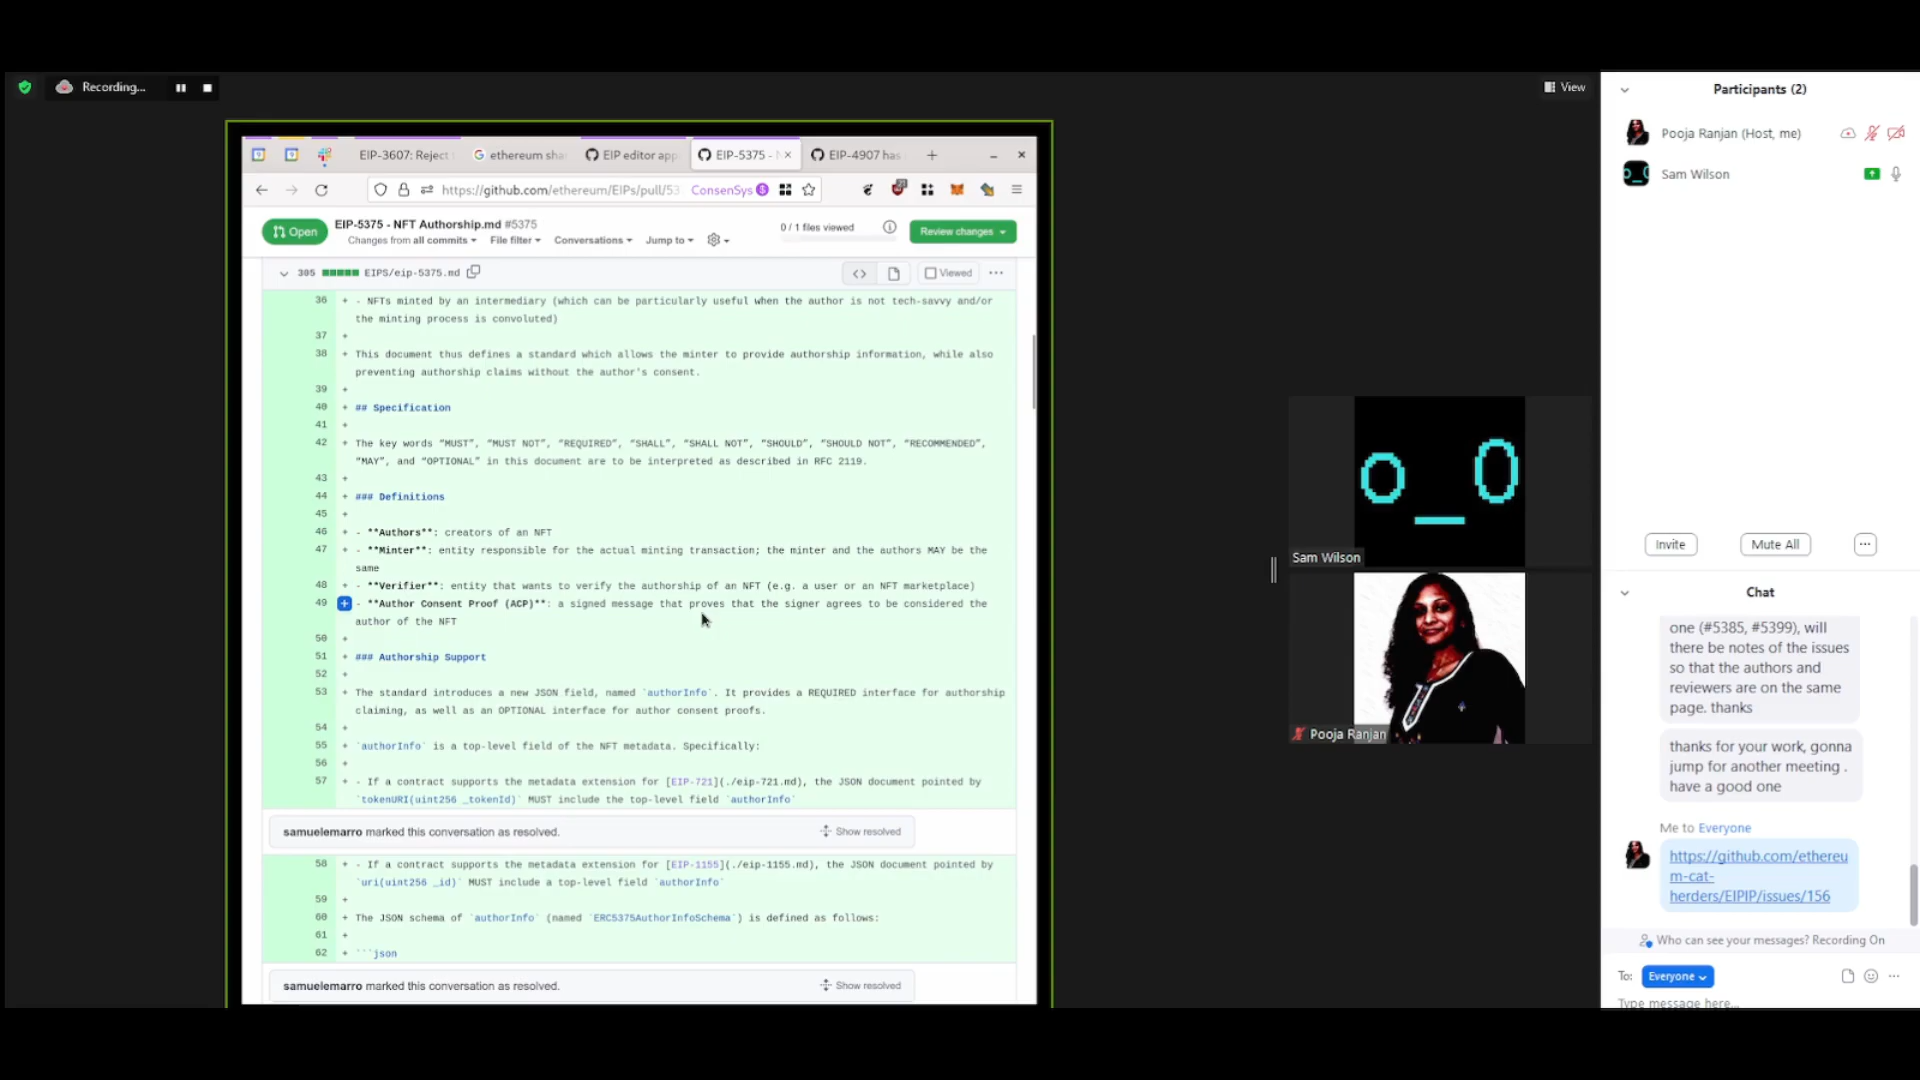 Recording...
View
EIP-3607: Reject
ethereum sha
EIP editor app
EIP-5375 - N
EIP-4907 has
https://github.com/ethereum/EIPs/pull/53
ConsenSys
Open
EIP-5375 - NFT Authorship.md #5375
Changes from all commits
File filter
Conversations
Jump to
0 / 1 files viewed
Review changes
305 EIPS/eip-5375.md
Viewed
36 + - NFTs minted by an intermediary (which can be particularly useful when the author is not tech-savvy and/or
the minting process is convoluted)
37 +
38 + This document thus defines a standard which allows the minter to provide authorship information, while also
preventing authorship claims without the author's consent.
39 +
40 + ## Specification
41 +
42 + The key words “MUST”, “MUST NOT”, “REQUIRED”, “SHALL”, “SHALL NOT”, “SHOULD”, “SHOULD NOT”, “RECOMMENDED”,
“MAY”, and “OPTIONAL” in this document are to be interpreted as described in RFC 2119.
43 +
44 + ### Definitions
45 +
46 + - **Authors**: creators of an NFT
47 + - **Minter**: entity responsible for the actual minting transaction; the minter and the authors MAY be the
same
48 + - **Verifier**: entity that wants to verify the authorship of an NFT (e.g. a user or an NFT marketplace)
49 + - **Author Consent Proof (ACP)**: a signed message that proves that the signer agrees to be considered the
author of the NFT
50 +
51 + ### Authorship Support
52 +
53 + The standard introduces a new JSON field, named `authorInfo`. It provides a REQUIRED interface for authorship
claiming, as well as an OPTIONAL interface for author consent proofs.
54 +
55 + `authorInfo` is a top-level field of the NFT metadata. Specifically:
56 +
57 + - If a contract supports the metadata extension for [EIP-721](./eip-721.md), the JSON document pointed by
`tokenURI(uint256 _tokenId)` MUST include the top-level field `authorInfo`
samuelemarro marked this conversation as resolved.
Show resolved
58 + - If a contract supports the metadata extension for [EIP-1155](./eip-1155.md), the JSON document pointed by
`uri(uint256 _id)` MUST include a top-level field `authorInfo`
59 +
60 + The JSON schema of `authorInfo` (named `ERC5375AuthorInfoSchema`) is defined as follows:
61 +
62 + ```json
samuelemarro marked this conversation as resolved.
Show resolved
Sam Wilson
Pooja Ranjan
Participants (2)
Pooja Ranjan (Host, me)
Sam Wilson
Invite
Mute All
Chat
one (#5385, #5399), will
there be notes of the issues
so that the authors and
reviewers are on the same
page. thanks
thanks for your work, gonna
jump for another meeting .
have a good one
Me to Everyone
https://github.com/ethereu
m-cat-
herders/EIPIP/issues/156
Who can see your messages? Recording On
To: Everyone
Type message here...